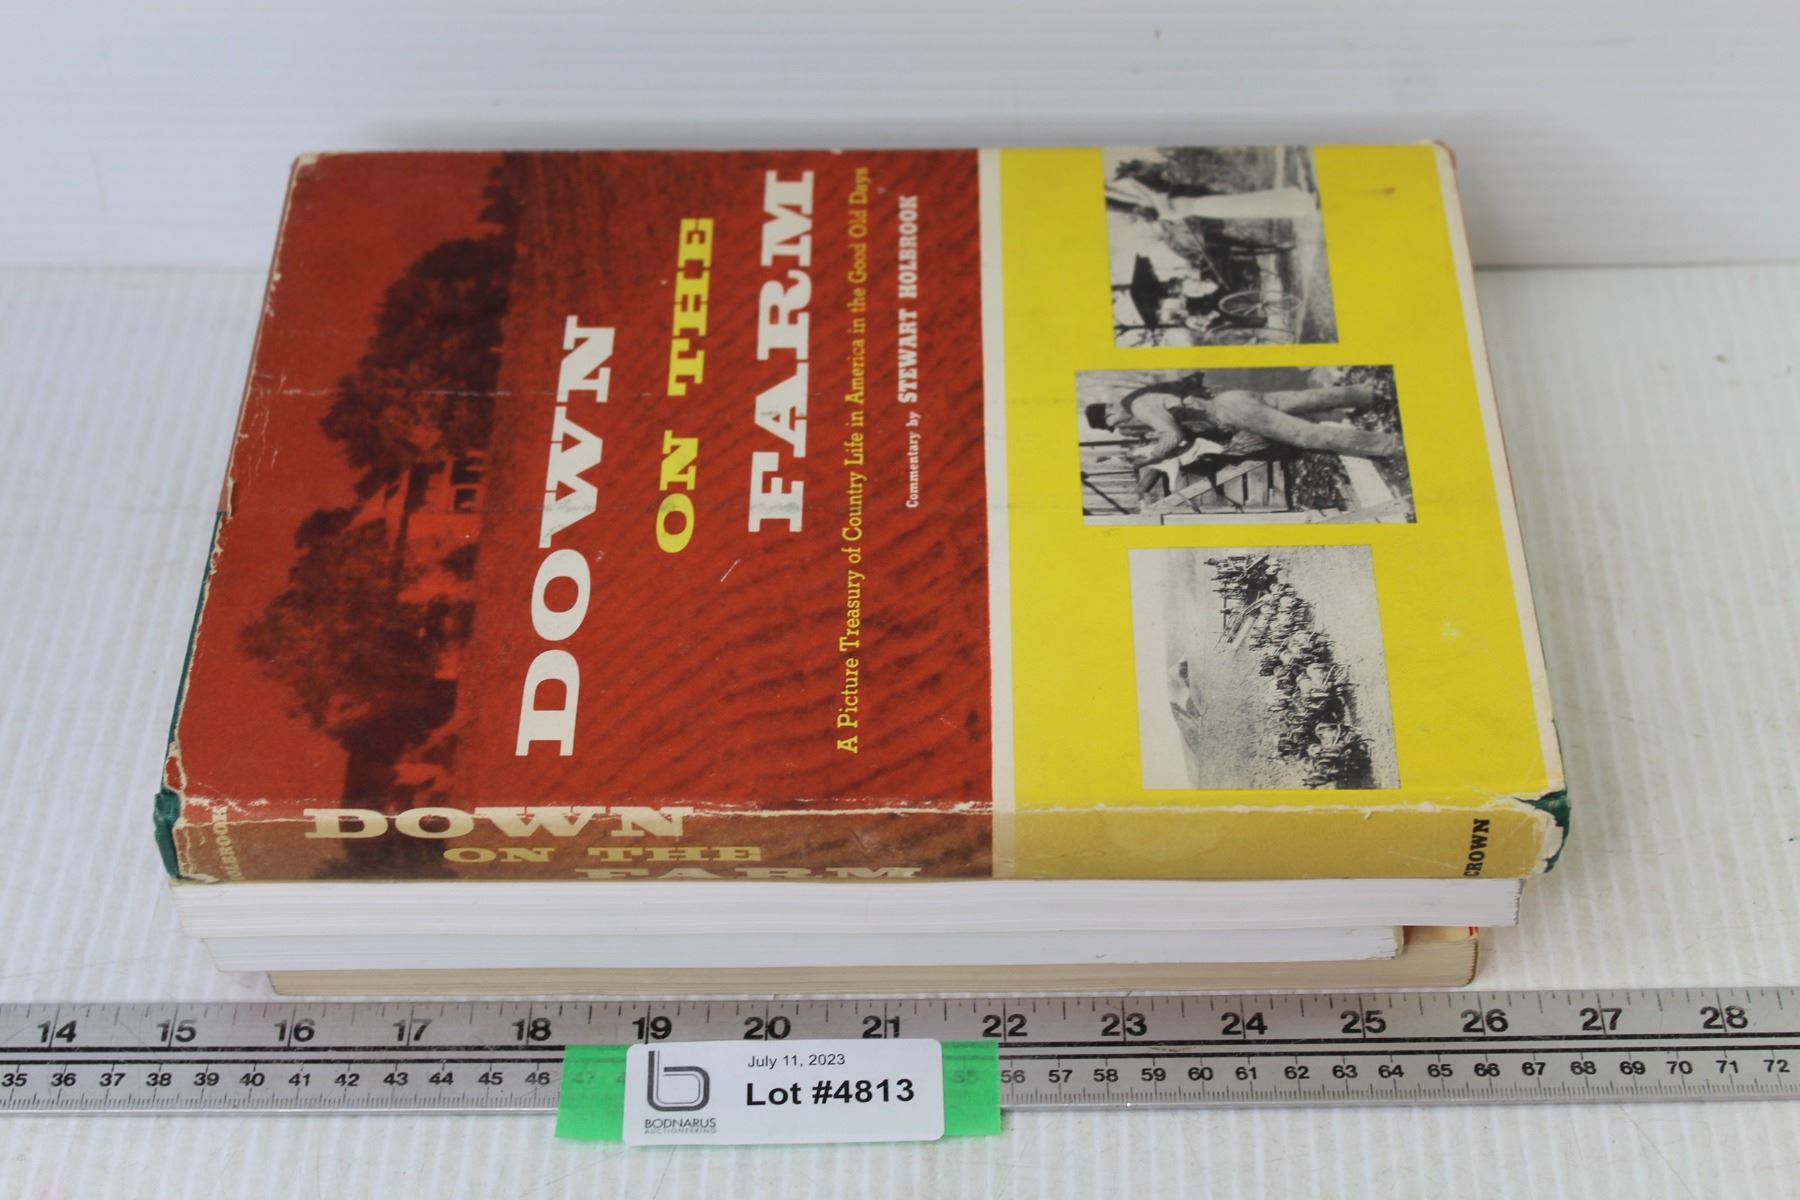 DOWN
ON THE
FARM
A Picture Treasury of Country Life in America in the Good Old Days
Commentary by STEWART HOLBROOK
HOLBROOK
DOWN
ON THE
FARM
CROWN
14 15 16 17 18 19 20 21 22 23 24 25 26 27 28
35 36 37 38 39 40 41 42 43 44 45 46 47 56 57 58 59 60 61 62 63 64 65 66 67 68 69 70 71 72
July 11, 2023
Lot #4813
BODNARUS
AUCTIONEERING